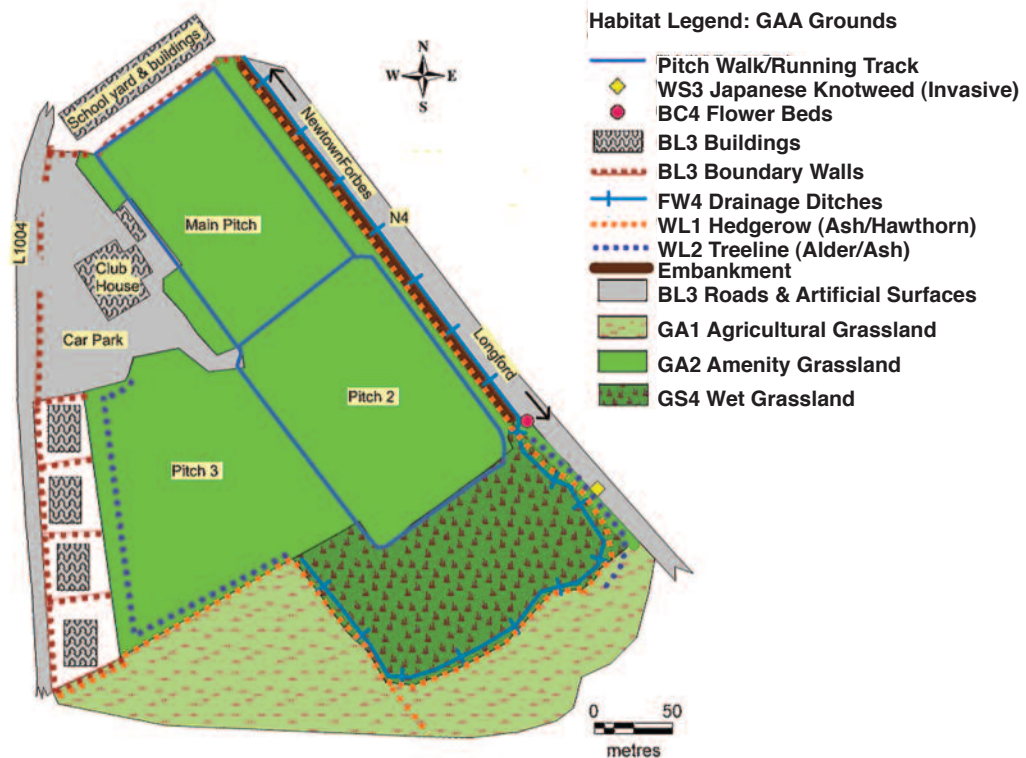 Habitat Legend: GAA Grounds
Pitch Walk/Running Track
WS3 Japanese Knotweed (Invasive)
BC4 Flower Beds
BL3 Buildings
BL3 Boundary Walls
FW4 Drainage Ditches
WL1 Hedgerow (Ash/Hawthorn)
WL2 Treeline (Alder/Ash)
Embankment
BL3 Roads & Artificial Surfaces
GA1 Agricultural Grassland
GA2 Amenity Grassland
GS4 Wet Grassland
School yard & buildings
N
W E
S
NewtownForbes
N4
Main Pitch
L1004
Club
House
Car Park
Longford
Pitch 2
Pitch 3
0 50
metres